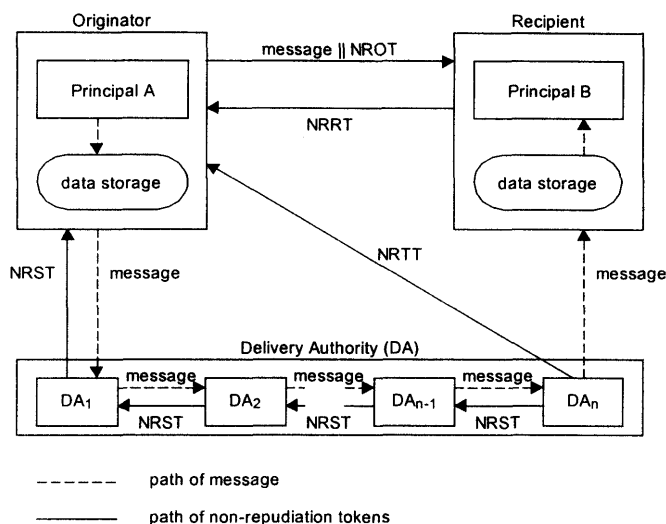 Originator
Recipient
message || NROT
Principal A
Principal B
NRRT
data storage
data storage
NRTT
NRST
message
message
Delivery Authority (DA)
message
message
message
DA1
DA2
DAn-1
DAn
NRST
NRST
NRST
path of message
path of non-repudiation tokens